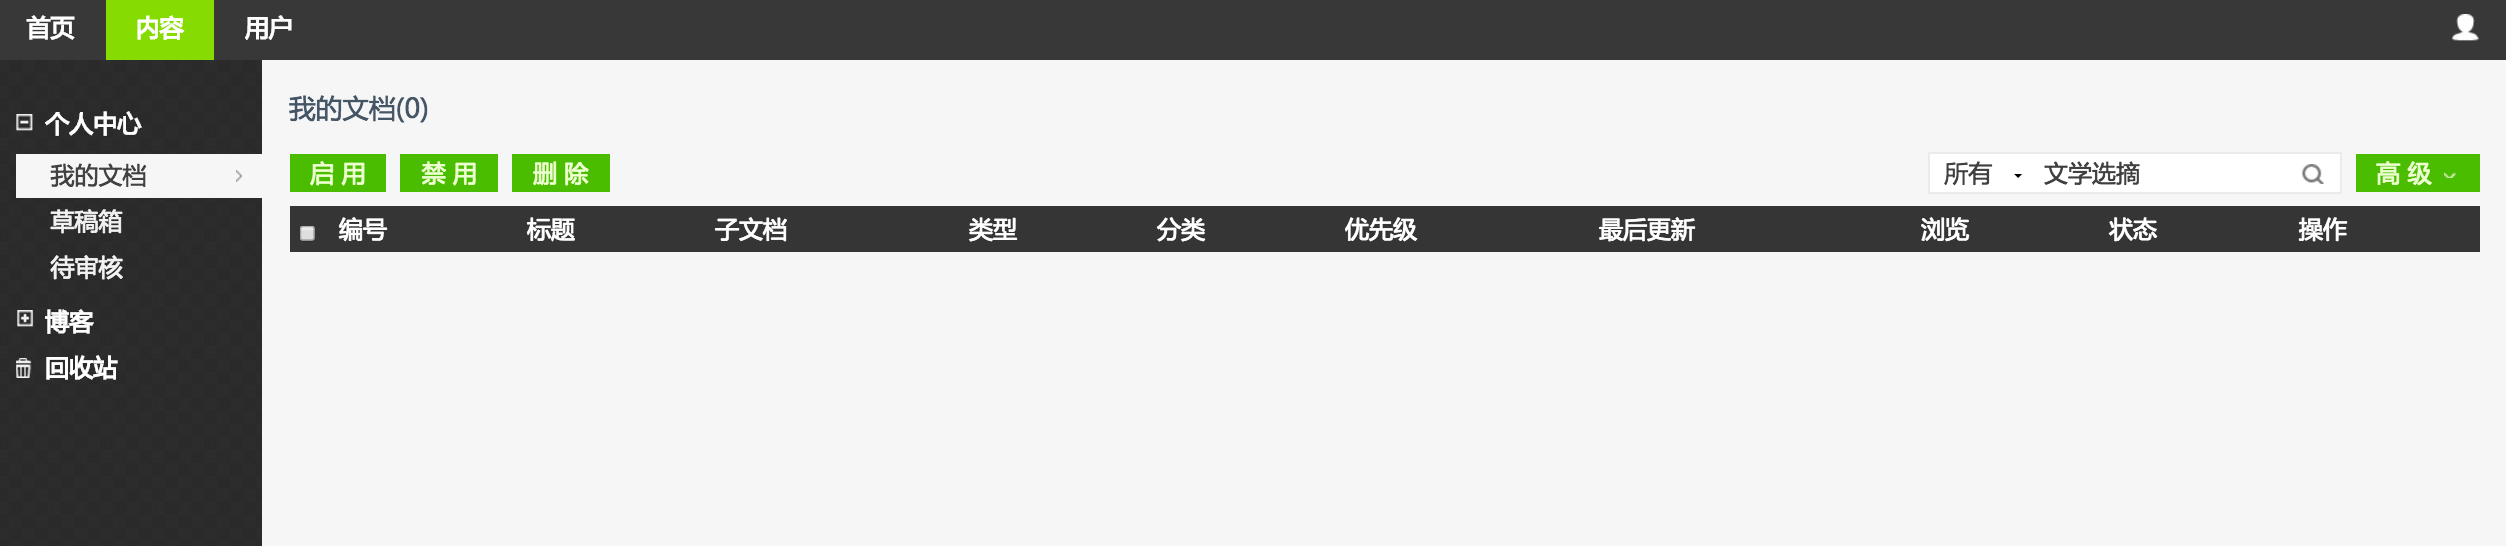 首页 内容 用户
个人中心
我的文档
草稿箱
待审核
博客
回收站
我的文档(0)
启用 禁用 删除 所有 文学选摘 高级
编号 标题 子文档 类型 分类 优先级 最后更新 浏览 状态 操作